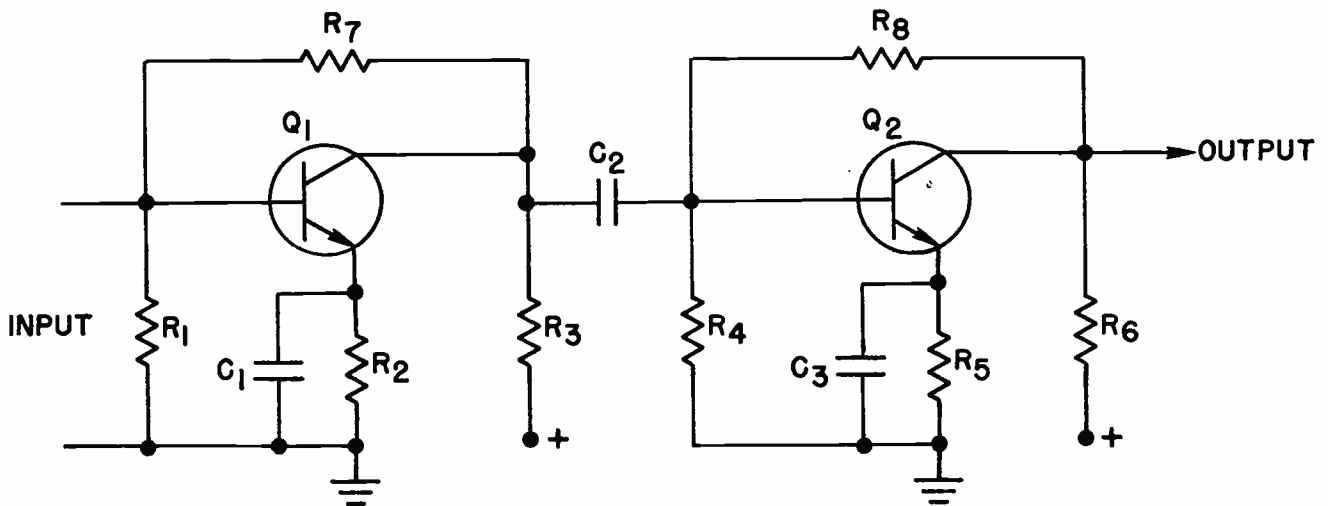 R7
R8
Q1
Q2
C2
OUTPUT
INPUT
R1
C1
R2
R3
+
R4
C3
R5
R6
+